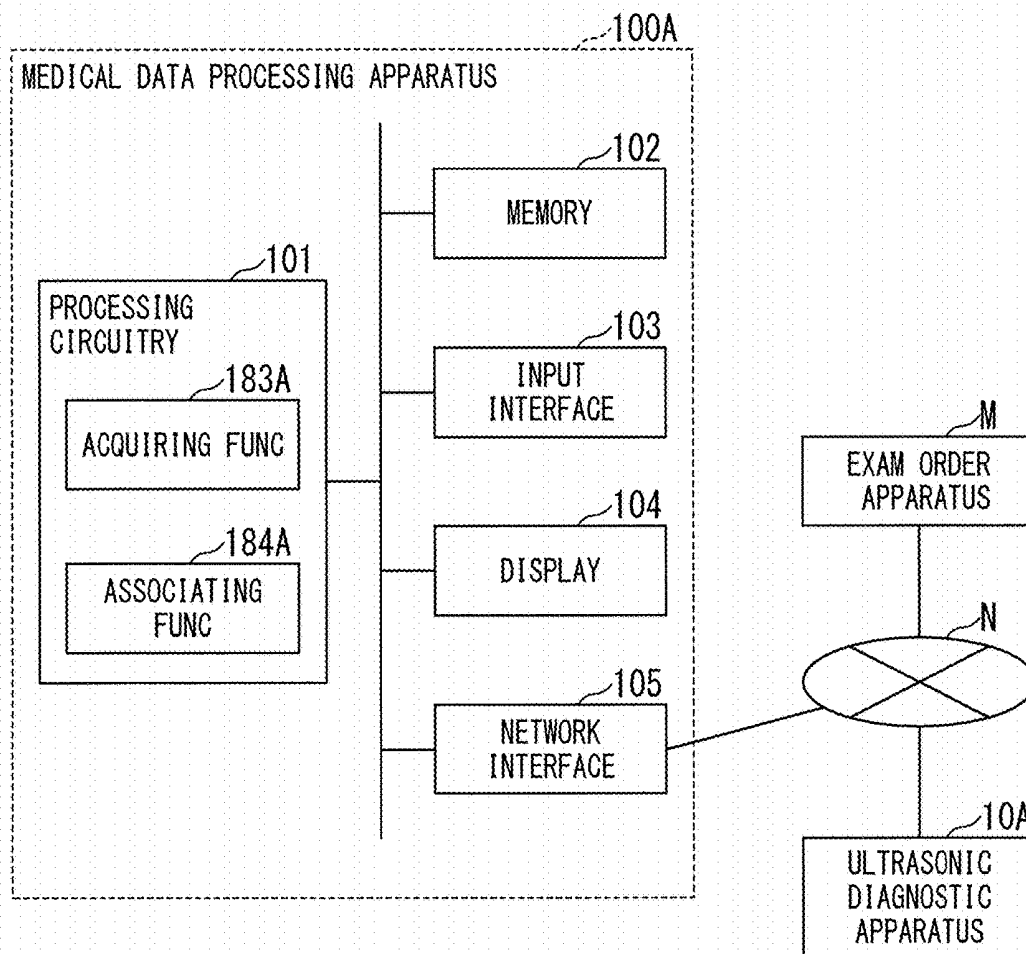 100A
MEDICAL DATA PROCESSING APPARATUS
102
MEMORY
101
PROCESSING
CIRCUITRY
183A
ACQUIRING FUNC
184A
ASSOCIATING
FUNC
103
INPUT
INTERFACE
104
DISPLAY
105
NETWORK
INTERFACE
M
EXAM ORDER
APPARATUS
N
10A
ULTRASONIC
DIAGNOSTIC
APPARATUS